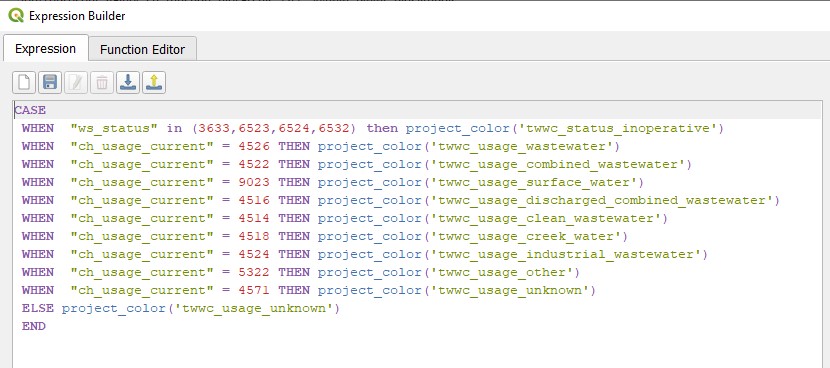 Expression Builder
Expression Function Editor
CASE
WHEN "ws_status" in (3633,6523,6524,6532) then project_color('twwc_status_inoperative')
WHEN "ch_usage_current" = 4526 THEN project_color('twwc_usage_wastewater')
WHEN "ch_usage_current" = 4522 THEN project_color('twwc_usage_combined_wastewater')
WHEN "ch_usage_current" = 9023 THEN project_color('twwc_usage_surface_water')
WHEN "ch_usage_current" = 4516 THEN project_color('twwc_usage_discharged_combined_wastewater')
WHEN "ch_usage_current" = 4514 THEN project_color('twwc_usage_clean_wastewater')
WHEN "ch_usage_current" = 4518 THEN project_color('twwc_usage_creek_water')
WHEN "ch_usage_current" = 4524 THEN project_color('twwc_usage_industrial_wastewater')
WHEN "ch_usage_current" = 5322 THEN project_color('twwc_usage_other')
WHEN "ch_usage_current" = 4571 THEN project_color('twwc_usage_unknown')
ELSE project_color('twwc_usage_unknown')
END